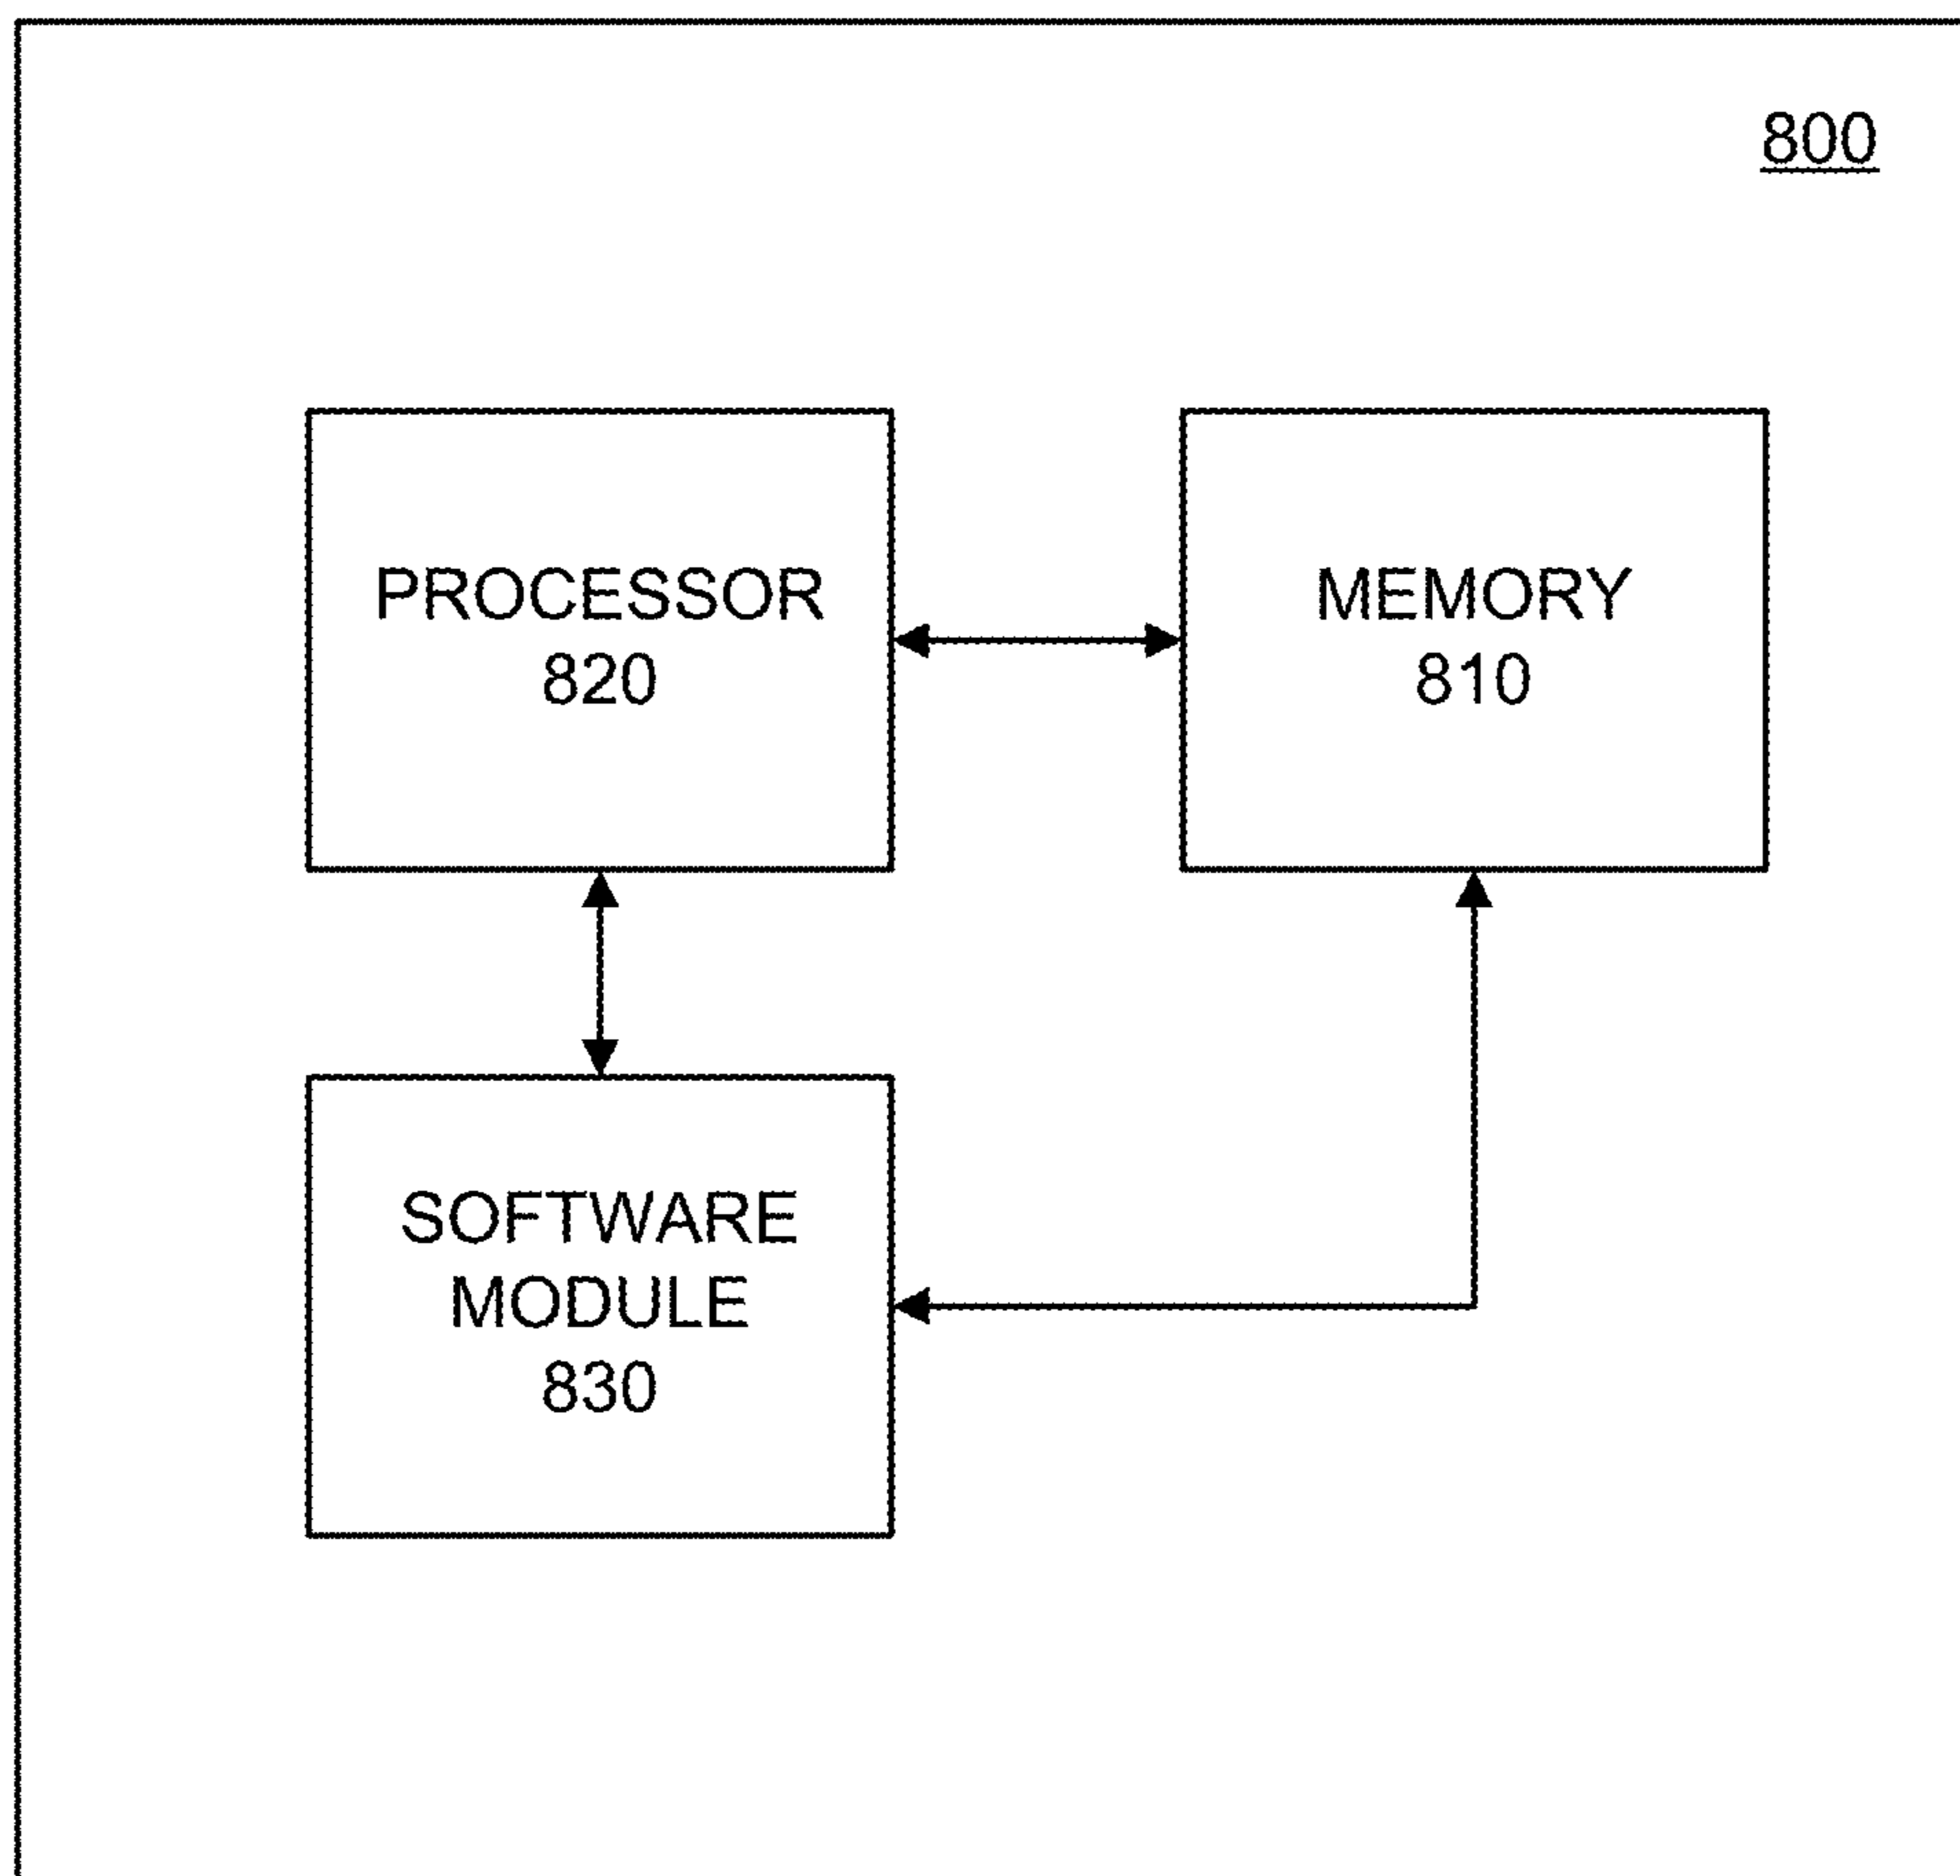 800
PROCESSOR
820
MEMORY
810
SOFTWARE
MODULE
830